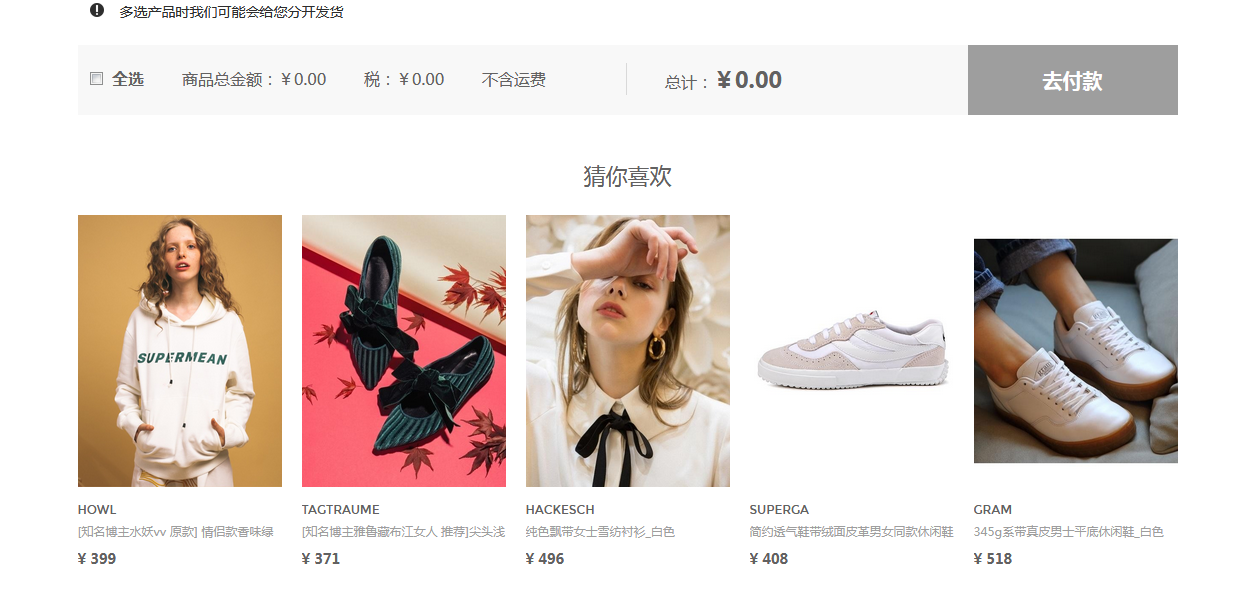 多选产品时我们可能会给您分开发货
全选 商品总金额：￥0.00 税：￥0.00 不含运费 总计：￥0.00 去付款
猜你喜欢
SUPERMEAN
HOWL
[知名博主水妖vv 原款] 情侣款香味绿
¥ 399
TAGTRAUME
[知名博主雅鲁藏布江女人 推荐]尖头浅
¥ 371
HACKESCH
纯色飘带女士雪纺衬衫_白色
¥ 496
SUPERGA
简约透气鞋带绒面皮革男女同款休闲鞋
¥ 408
GRAM
345g系带真皮男士平底休闲鞋_白色
¥ 518